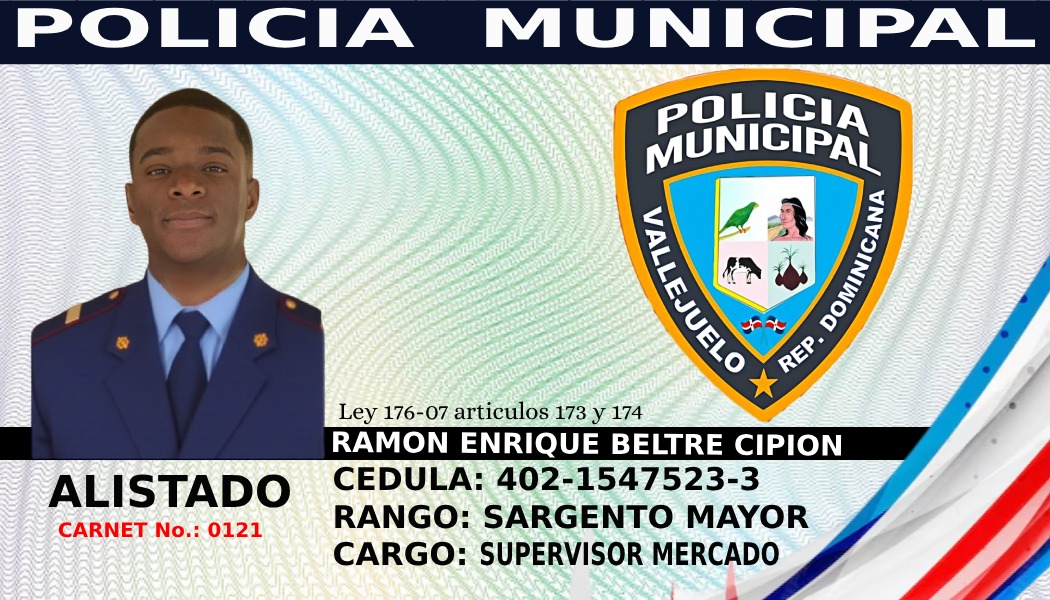 POLICIA MUNICIPAL
POLICIA
MUNICIPAL
VALLEJUELO
REP. DOMINICANA
Ley 176-07 articulos 173 y 174
RAMON ENRIQUE BELTRE CIPION
ALISTADO
CARNET No.: 0121
CEDULA: 402-1547523-3
RANGO: SARGENTO MAYOR
CARGO: SUPERVISOR MERCADO